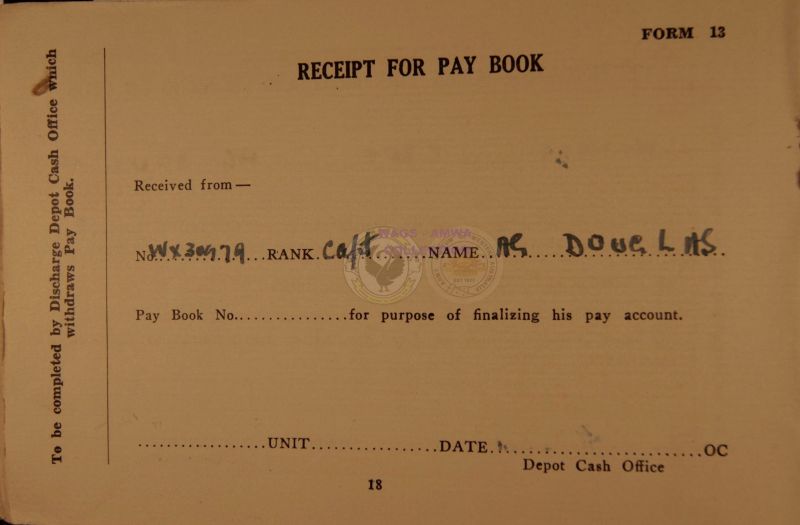 FORM 13
RECEIPT FOR PAY BOOK
To be completed by Discharge Depot Cash Office which
withdraws Pay Book.
Received from—
No. ... RANK. Capt ........ NAME.. AG ..... DOUGLAS ..
Pay Book No................for purpose of finalizing his pay account.
..................UNIT..................DATE..............................OC
Depot Cash Office
18
WAGS - AMWA